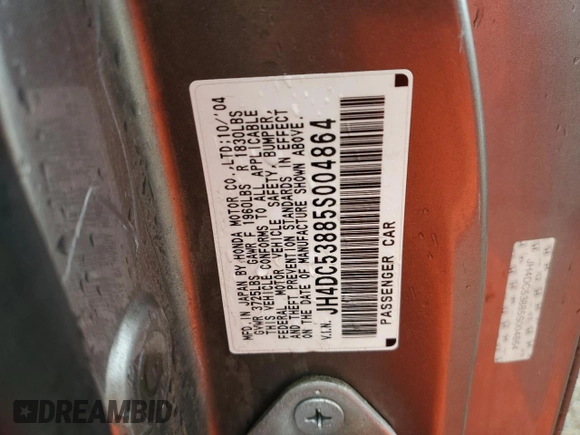 MFD. IN JAPAN BY HONDA MOTOR CO., LTD: 10/'04
GVWR 3725LBS GAWR F 1960LBS R 1830LBS
THIS VEHICLE CONFORMS TO ALL APPLICABLE
FEDERAL MOTOR VEHICLE SAFETY, BUMPER,
AND THEFT PREVENTION STANDARDS IN EFFECT
ON THE DATE OF MANUFACTURE SHOWN ABOVE.
V.I.N. JH4DC53885S004864
PASSENGER CAR
JH4DC53885S004864
DREAMBID